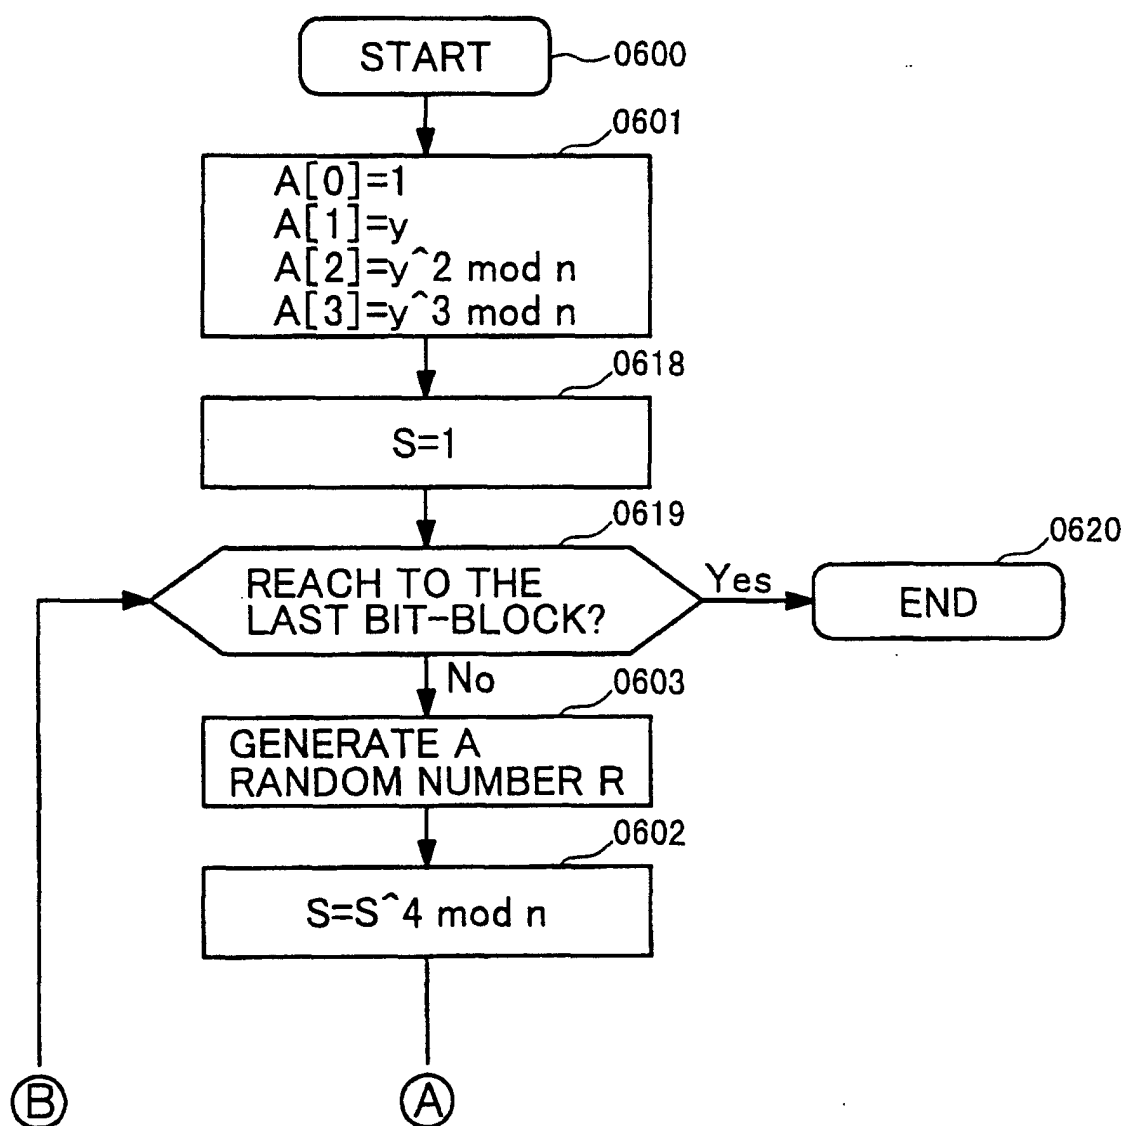 START
0600
0601
A[0]=1
A[1]=y
A[2]=y^2 mod n
A[3]=y^3 mod n
0618
S=1
0619
REACH TO THE
LAST BIT-BLOCK?
Yes
0620
END
No
0603
GENERATE A
RANDOM NUMBER R
0602
S=S^4 mod n
B
A